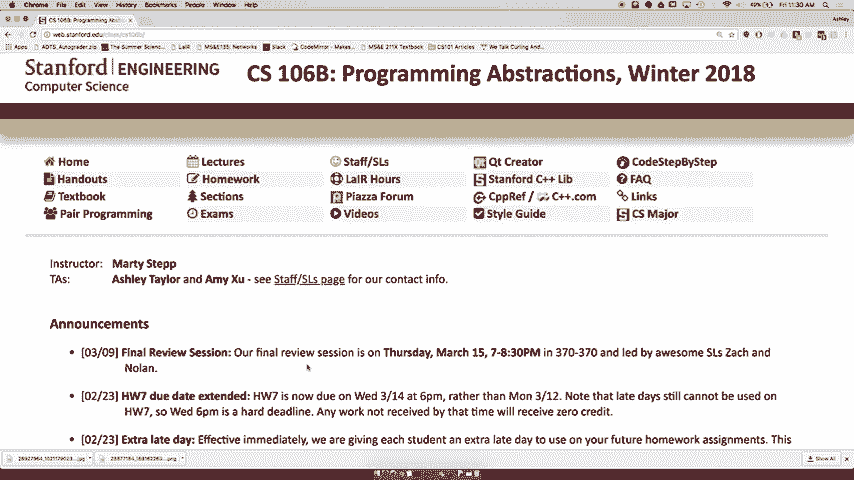 Chrome File Edit View History Bookmarks People Window Help
Fri 11:30 AM
CS 106B: Programming Abstra
Ashley
web.stanford.edu/class/cs106b/
Apps ADTS_Autograder.zip The Summer Scienc... LaIR MS&E135: Networks Slack CodeMirror - Makes... MS&E 211X Textbook CS101 Articles We Talk Curling And...
Stanford ENGINEERING
Computer Science
CS 106B: Programming Abstractions, Winter 2018
Home Lectures Staff/SLs Qt Creator CodeStepByStep
Handouts Homework LaIR Hours Stanford C++ Lib FAQ
Textbook Sections Piazza Forum CppRef / C++.com Links
Pair Programming Exams Videos Style Guide CS Major
Instructor: Marty Stepp
TAs: Ashley Taylor and Amy Xu - see Staff/SLs page for our contact info.
Announcements
• [03/09] Final Review Session: Our final review session is on Thursday, March 15, 7-8:30PM in 370-370 and led by awesome SLs Zach and
Nolan.
• [02/23] HW7 due date extended: HW7 is now due on Wed 3/14 at 6pm, rather than Mon 3/12. Note that late days still cannot be used on
HW7, so Wed 6pm is a hard deadline. Any work not received by that time will receive zero credit.
• [02/23] Extra late day: Effective immediately, we are giving each student an extra late day to use on your future homework assignments. This
Show All